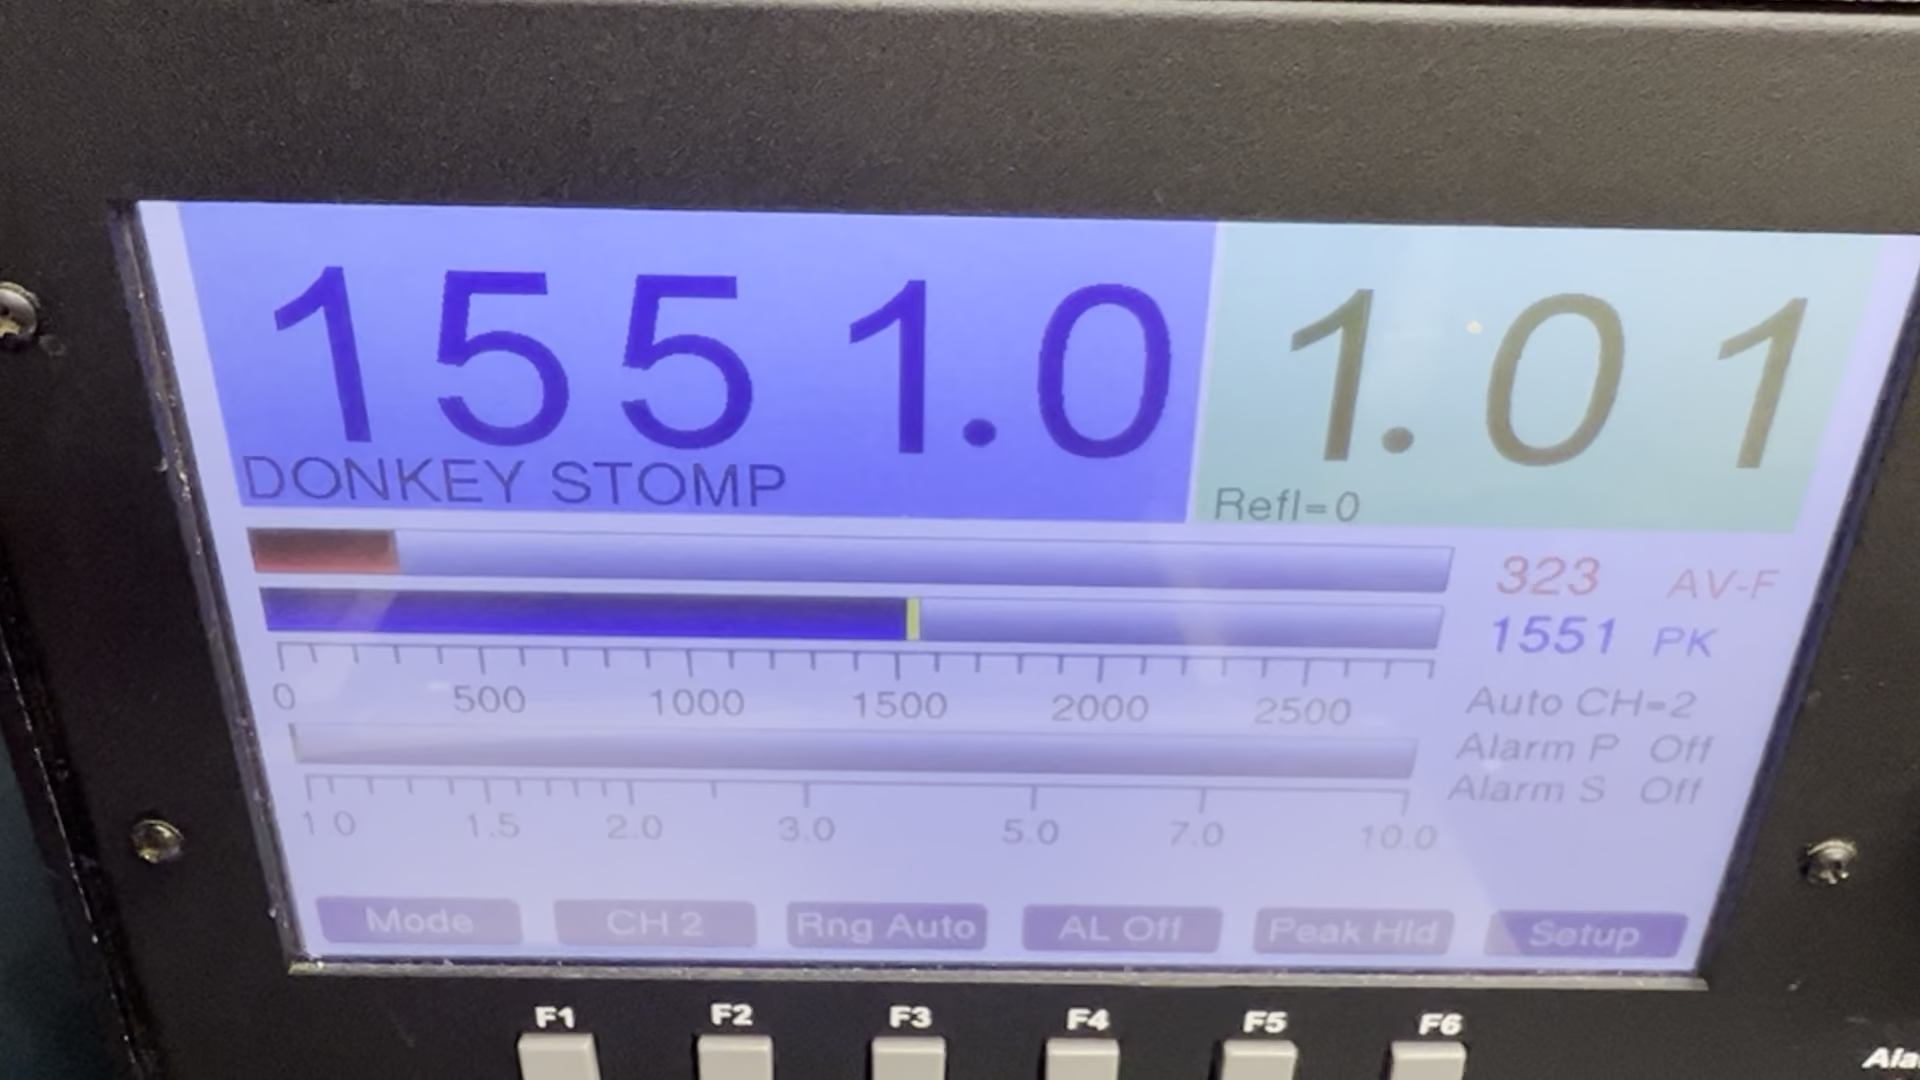 1551.0 1.01
DONKEY STOMP Refl=0
323 AV-F
1551 PK
0 500 1000 1500 2000 2500
Auto CH=2
Alarm P Off
Alarm S Off
1 0 1.5 2.0 3.0 5.0 7.0 10.0
Mode CH 2 Rng Auto AL Off Peak Hld Setup
F1 F2 F3 F4 F5 F6